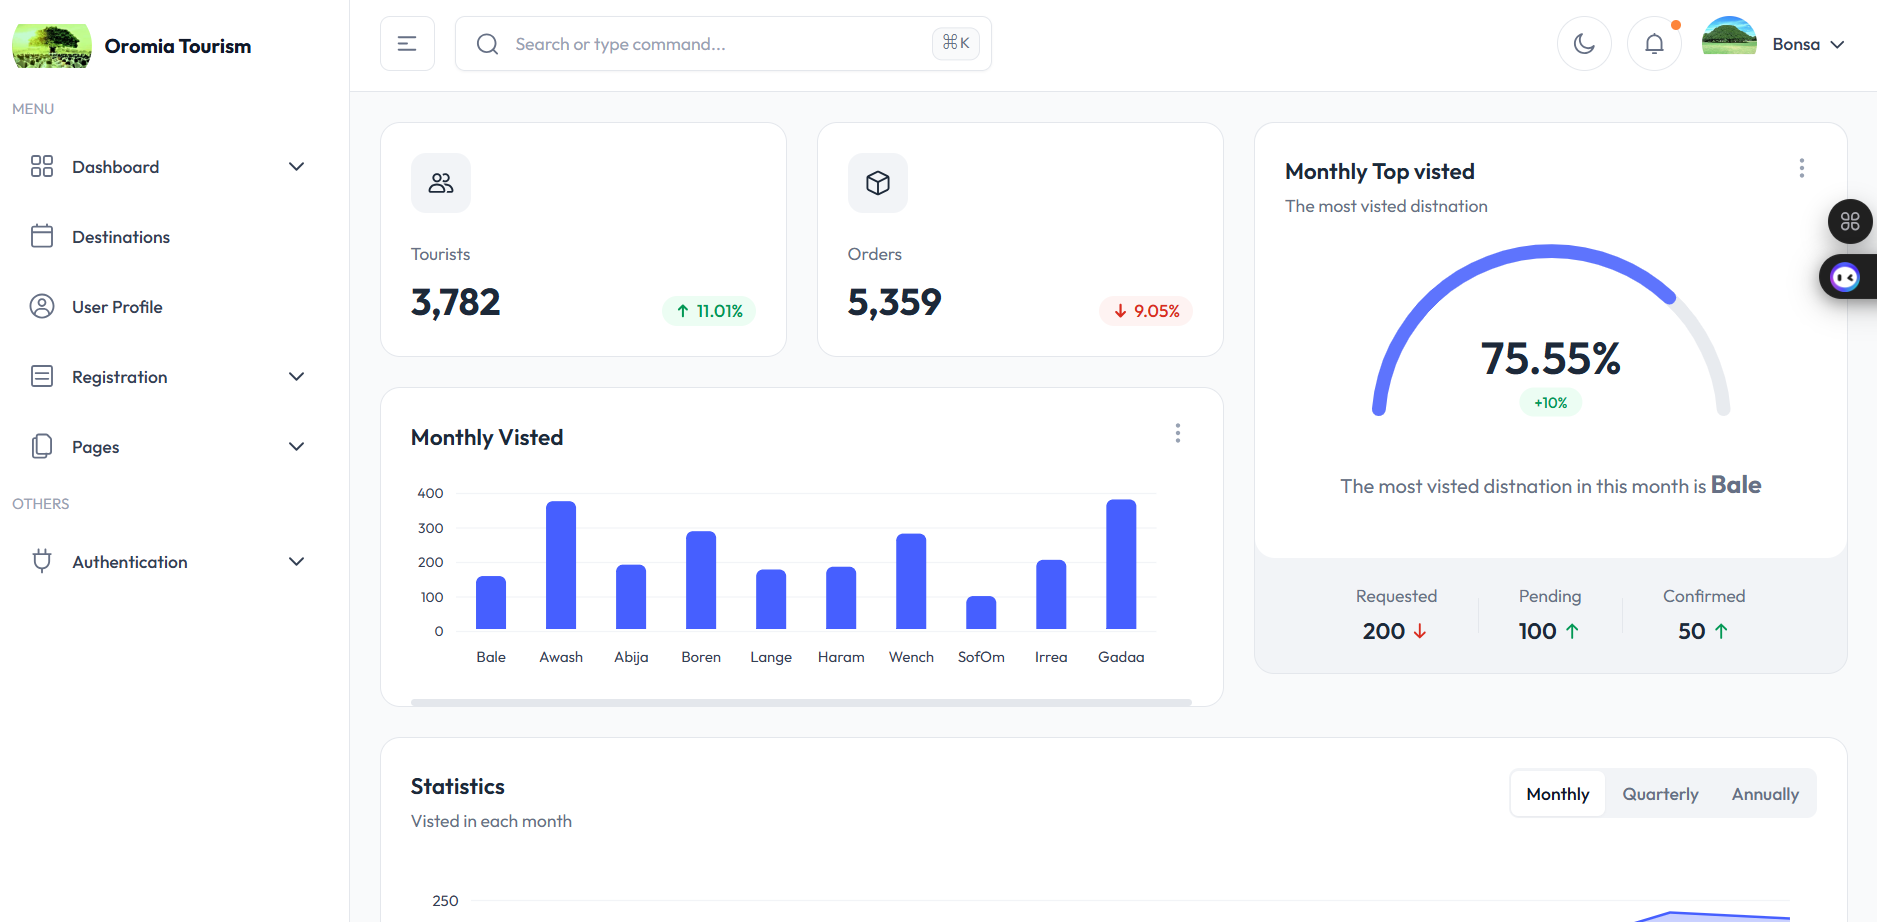 Oromia Tourism
MENU
Dashboard
Destinations
User Profile
Registration
Pages
OTHERS
Authentication
Search or type command...
⌘K
Bonsa
Tourists
3,782
↑ 11.01%
Orders
5,359
↓ 9.05%
Monthly Visted
400
300
200
100
0
Bale Awash Abija Boren Lange Haram Wench SofOm Irrea Gadaa
Monthly Top visted
The most visted distnation
75.55%
+10%
The most visted distnation in this month is Bale
Requested Pending Confirmed
200 ↓ 100 ↑ 50 ↑
Statistics
Visted in each month
Monthly Quarterly Annually
250